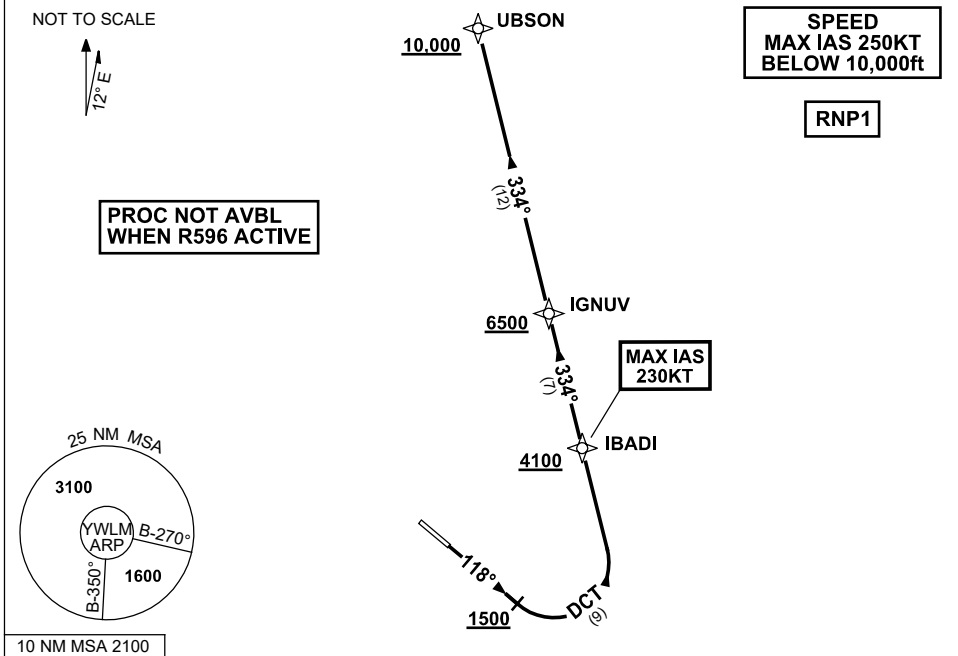 NOT TO SCALE
12° E
UBSON
10,000
SPEED
MAX IAS 250KT
BELOW 10,000ft
RNP1
PROC NOT AVBL
WHEN R596 ACTIVE
334°
(12)
IGNUV
6500
MAX IAS
230KT
334°
(7)
IBADI
4100
25 NM MSA
3100
YWLM
ARP
B-270°
B-350°
1600
118°
1500
DCT
(9)
10 NM MSA 2100